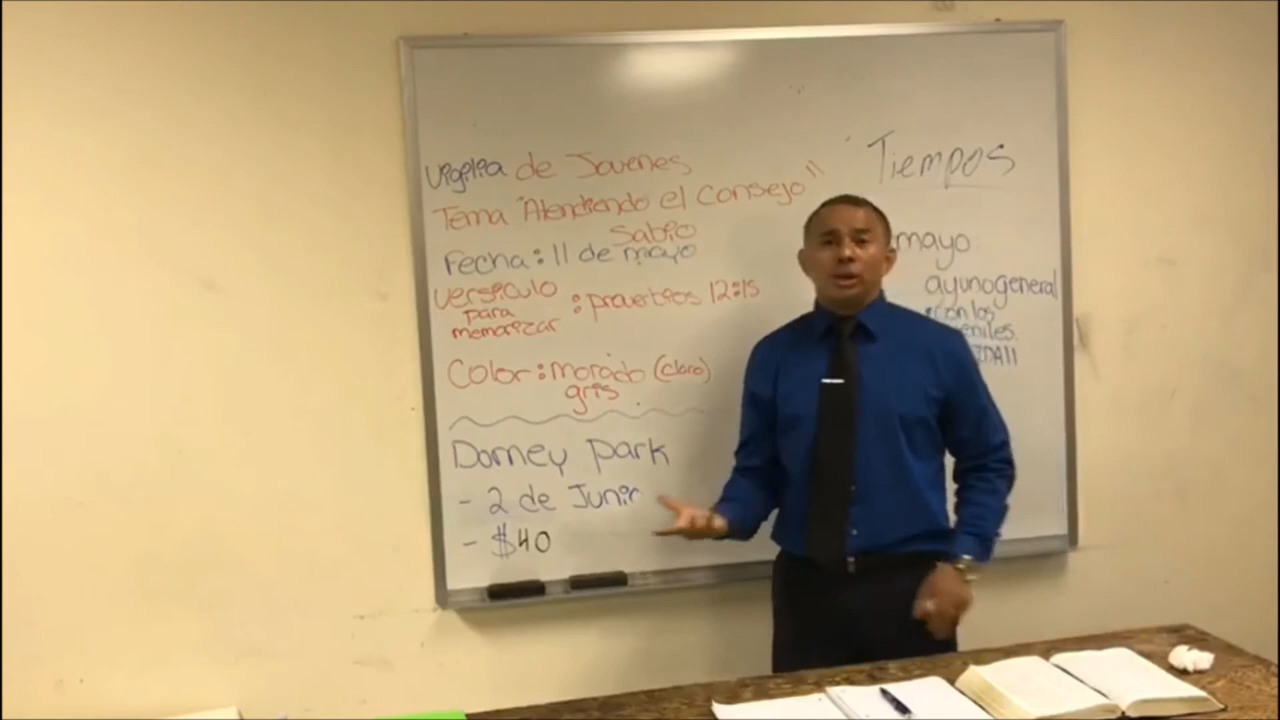 Vigilia de Jovenes
Tema "Atendiendo el Consejo"
Sabio
Fecha: 11 de mayo
versiculo
para
memorizar
: proverbios 12:15
Color: morado (claro)
gris
Dorney Park
- 2 de Junio
- $40
Tiempos
mayo
ayuno general
con los